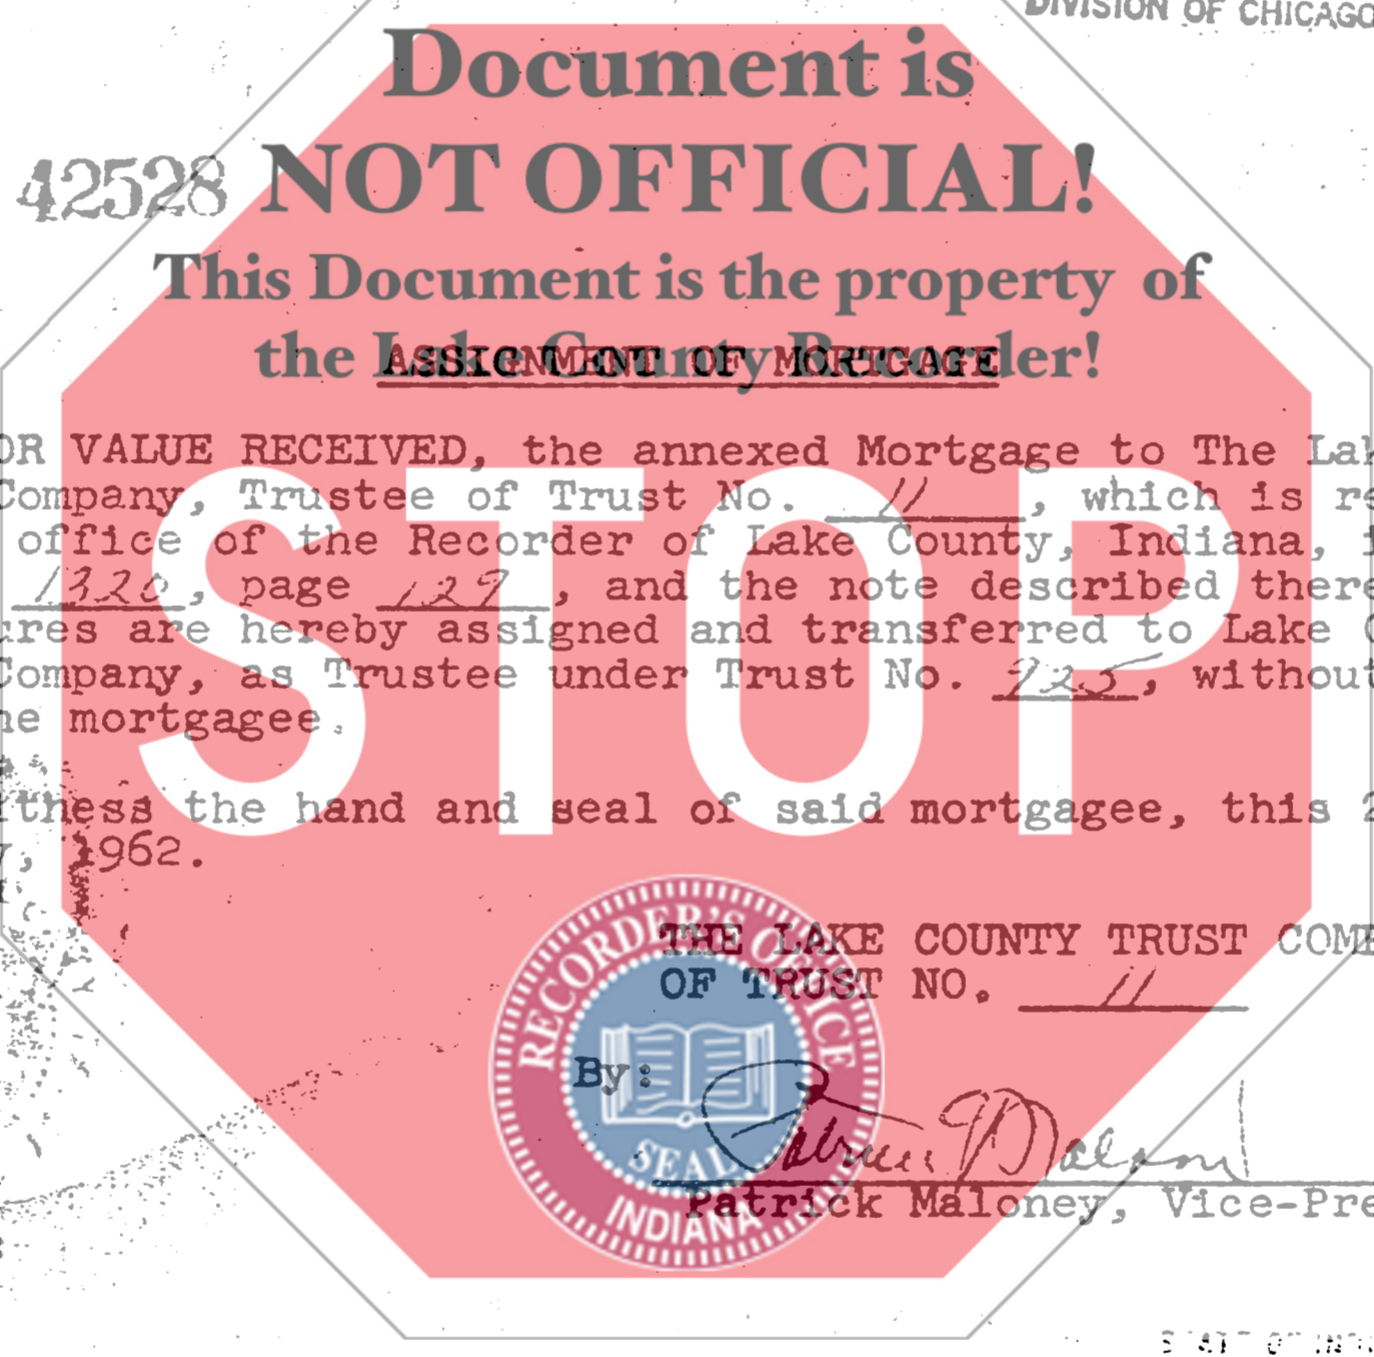 DIVISION OF CHICAGO
Document is
42528
NOT OFFICIAL!
This Document is the property of
the Lake County Recorder!
ASSIGNMENT OF MORTGAGE
OR VALUE RECEIVED, the annexed Mortgage to The Lak
Company, Trustee of Trust No. 11, which is re
office of the Recorder of Lake County, Indiana, i
1320, page 129, and the note described there
ures are hereby assigned and transferred to Lake C
Company, as Trustee under Trust No. 925, without
he mortgagee.
STOP
itness the hand and seal of said mortgagee, this 2
y, 1962.
RECORDER'S OFFICE
THE LAKE COUNTY TRUST COMP
OF TRUST NO. 11
By:
Patrick J Maloney
SEAL
INDIANA
Patrick Maloney, Vice-Pre